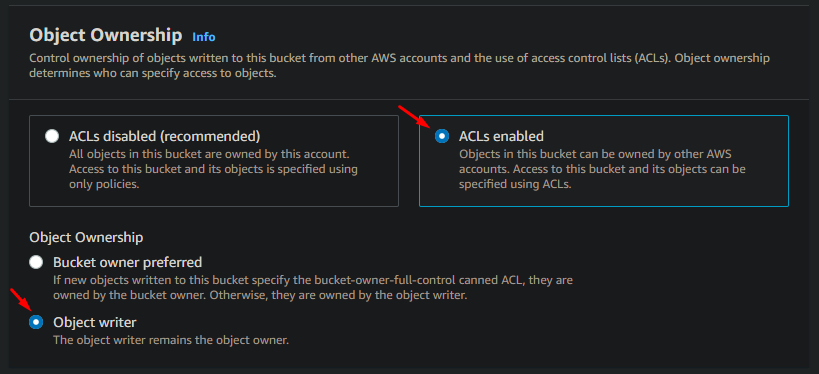 Object Ownership Info
Control ownership of objects written to this bucket from other AWS accounts and the use of access control lists (ACLs). Object ownership
determines who can specify access to objects.
ACLs disabled (recommended)
All objects in this bucket are owned by this account.
Access to this bucket and its objects is specified using
only policies.
ACLs enabled
Objects in this bucket can be owned by other AWS
accounts. Access to this bucket and its objects can be
specified using ACLs.
Object Ownership
Bucket owner preferred
If new objects written to this bucket specify the bucket-owner-full-control canned ACL, they are
owned by the bucket owner. Otherwise, they are owned by the object writer.
Object writer
The object writer remains the object owner.